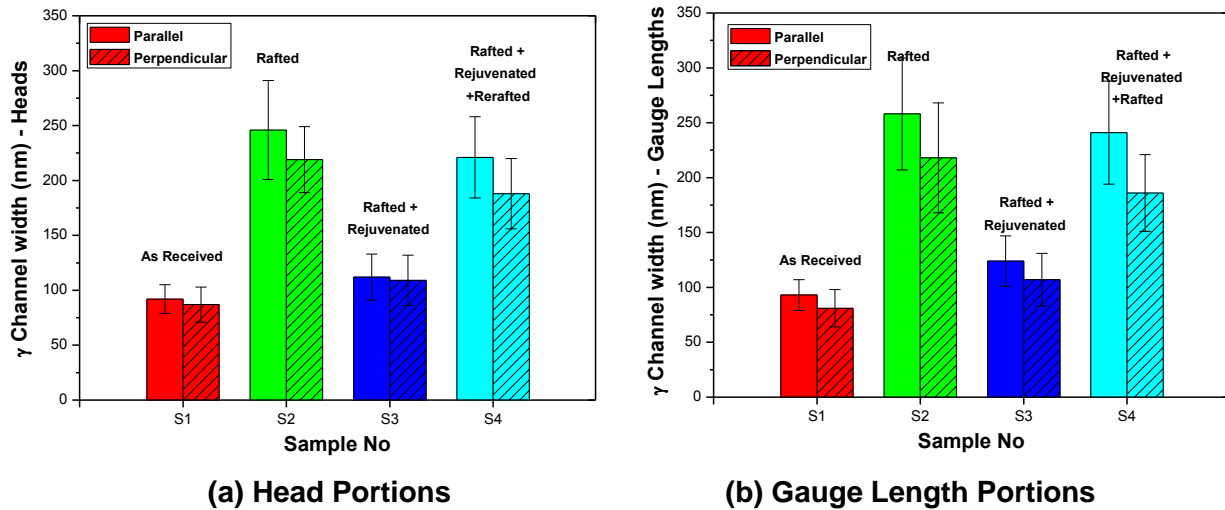 γ Channel width (nm) - Heads
350
300
250
200
150
100
50
0
Parallel
Perpendicular
As Received
Rafted
Rafted +
Rejuvenated
Rafted +
Rejuvenated
+Rerafted
S1
S2
S3
S4
Sample No
(a) Head Portions
γ Channel width (nm) - Gauge Lengths
350
300
250
200
150
100
50
0
Parallel
Perpendicular
As Received
Rafted
Rafted +
Rejuvenated
Rafted +
Rejuvenated
+Rafted
S1
S2
S3
S4
Sample No
(b) Gauge Length Portions